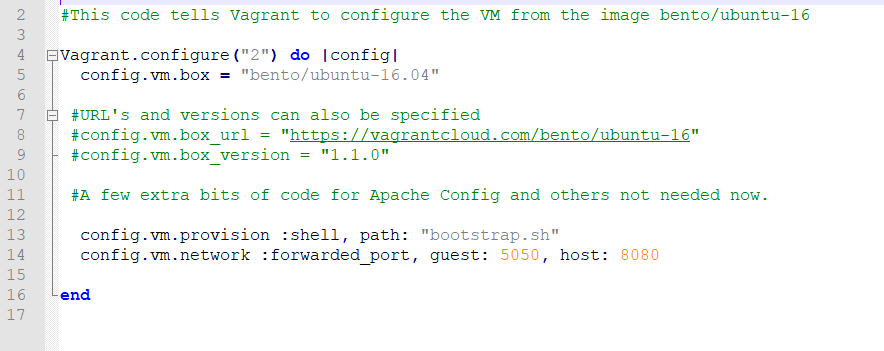 2 #This code tells Vagrant to configure the VM from the image bento/ubuntu-16
3
4 Vagrant.configure("2") do |config|
5 config.vm.box = "bento/ubuntu-16.04"
6
7 #URL's and versions can also be specified
8 #config.vm.box_url = "https://vagrantcloud.com/bento/ubuntu-16"
9 #config.vm.box_version = "1.1.0"
10
11 #A few extra bits of code for Apache Config and others not needed now.
12
13 config.vm.provision :shell, path: "bootstrap.sh"
14 config.vm.network :forwarded_port, guest: 5050, host: 8080
15
16 end
17